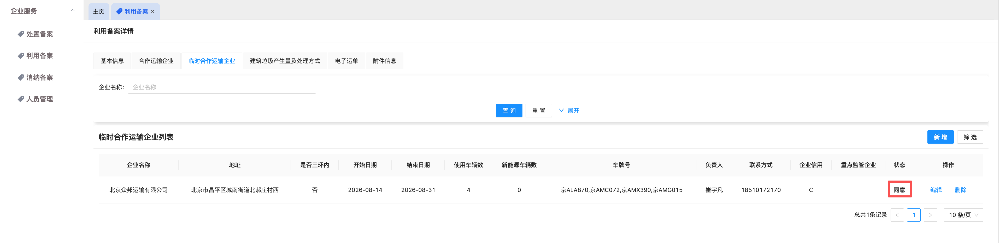 企业服务
处置备案
利用备案
消纳备案
人员管理
主页
利用备案 ×
利用备案详情
基本信息 合作运输企业 临时合作运输企业 建筑垃圾产生量及处理方式 电子运单 附件信息
企业名称: 企业名称
查询 重置 展开
临时合作运输企业列表
新增 筛选
企业名称 地址 是否三环内 开始日期 结束日期 使用车辆数 新能源车辆数 车牌号 负责人 联系方式 企业信用 重点监管企业 状态 操作
北京众邦运输有限公司 北京市昌平区城南街道北郝庄村西 否 2026-08-14 2026-08-31 4 0 京ALA870,京AMC072,京AMX390,京AMG015 崔宇凡 18510172170 C 同意 编辑 删除
总共1条记录 < 1 > 10 条/页